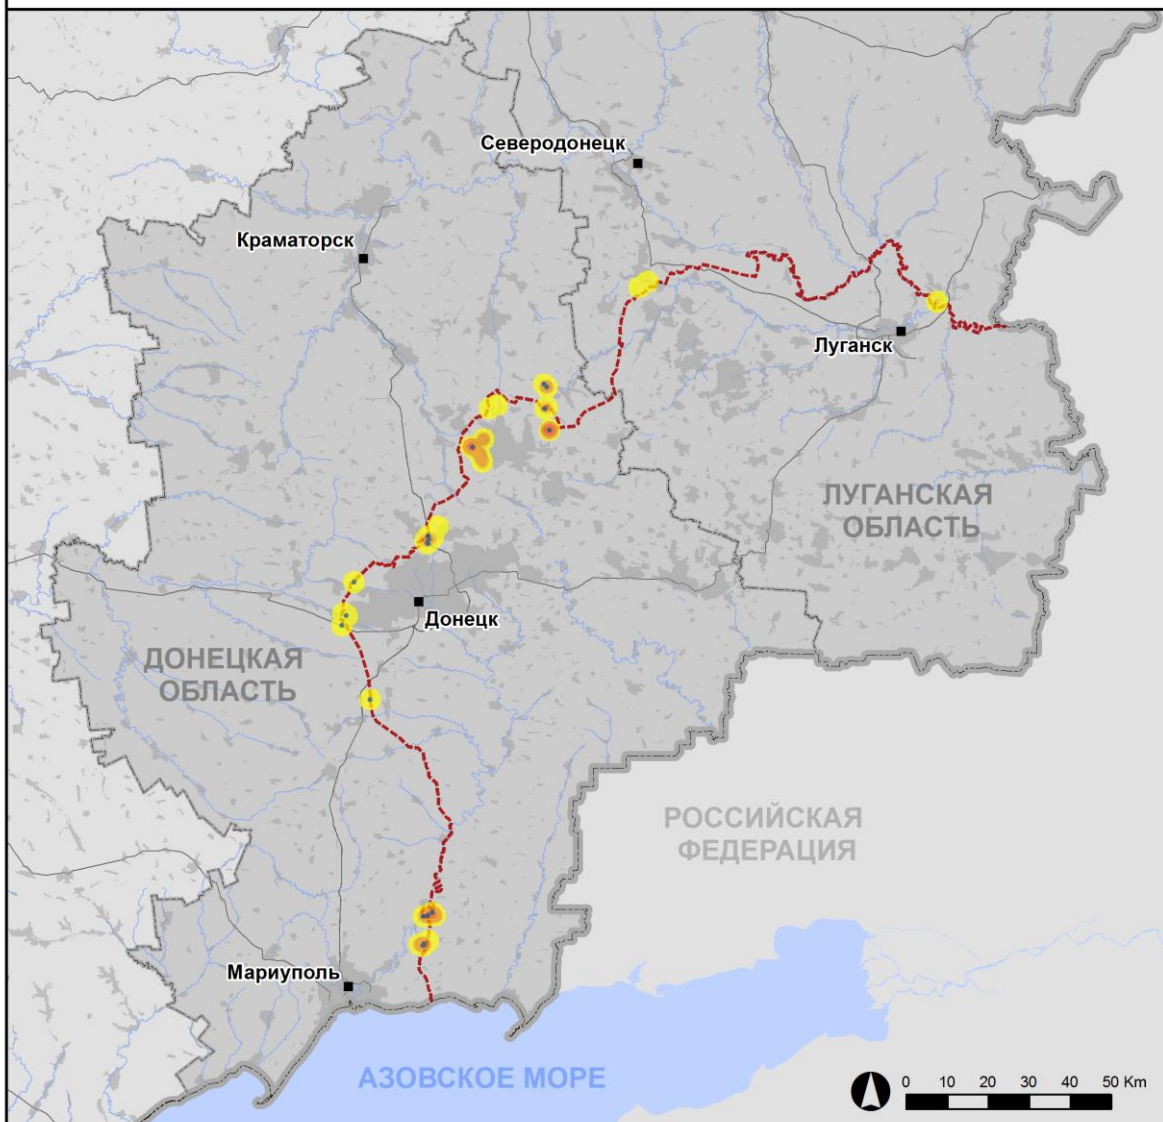 Северодонецк
Краматорск
Луганск
ЛУГАНСКАЯ
ОБЛАСТЬ
Донецк
ДОНЕЦКАЯ
ОБЛАСТЬ
РОССИЙСКАЯ
ФЕДЕРАЦИЯ
Мариуполь
АЗОВСКОЕ МОРЕ
0 10 20 30 40 50 Km